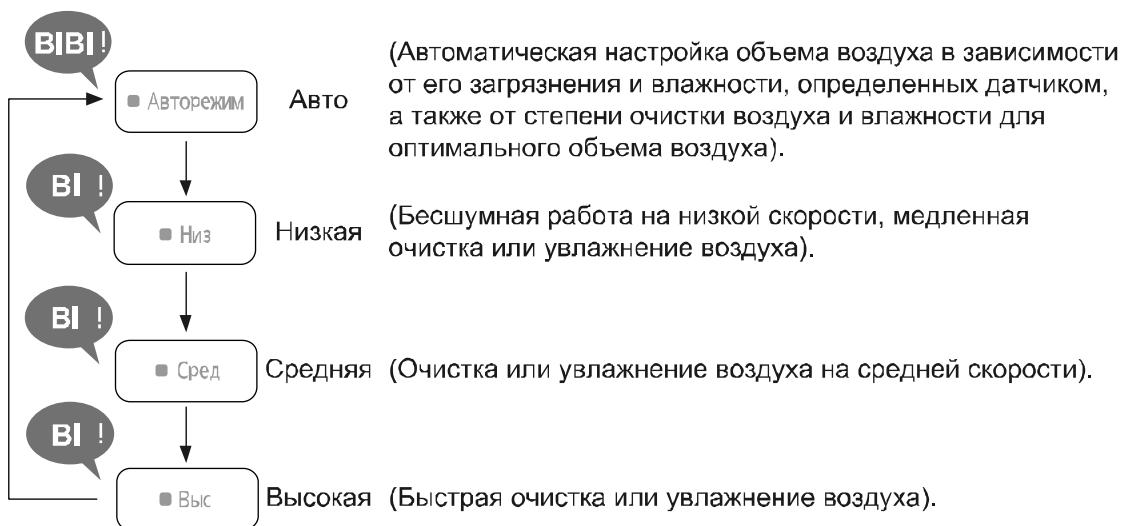 BIBI !
Авторежим
Авто
(Автоматическая настройка объема воздуха в зависимости
от его загрязнения и влажности, определенных датчиком,
а также от степени очистки воздуха и влажности для
оптимального объема воздуха).
BI !
Низ
Низкая
(Бесшумная работа на низкой скорости, медленная
очистка или увлажнение воздуха).
BI !
Сред
Средняя
(Очистка или увлажнение воздуха на средней скорости).
BI !
Выс
Высокая
(Быстрая очистка или увлажнение воздуха).